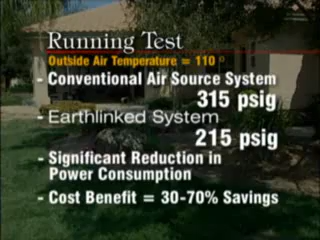 Running Test
Outside Air Temperature = 110 °
- Conventional Air Source System
315 psig
- Earthlinked System
215 psig
- Significant Reduction in
Power Consumption
- Cost Benefit = 30-70% Savings